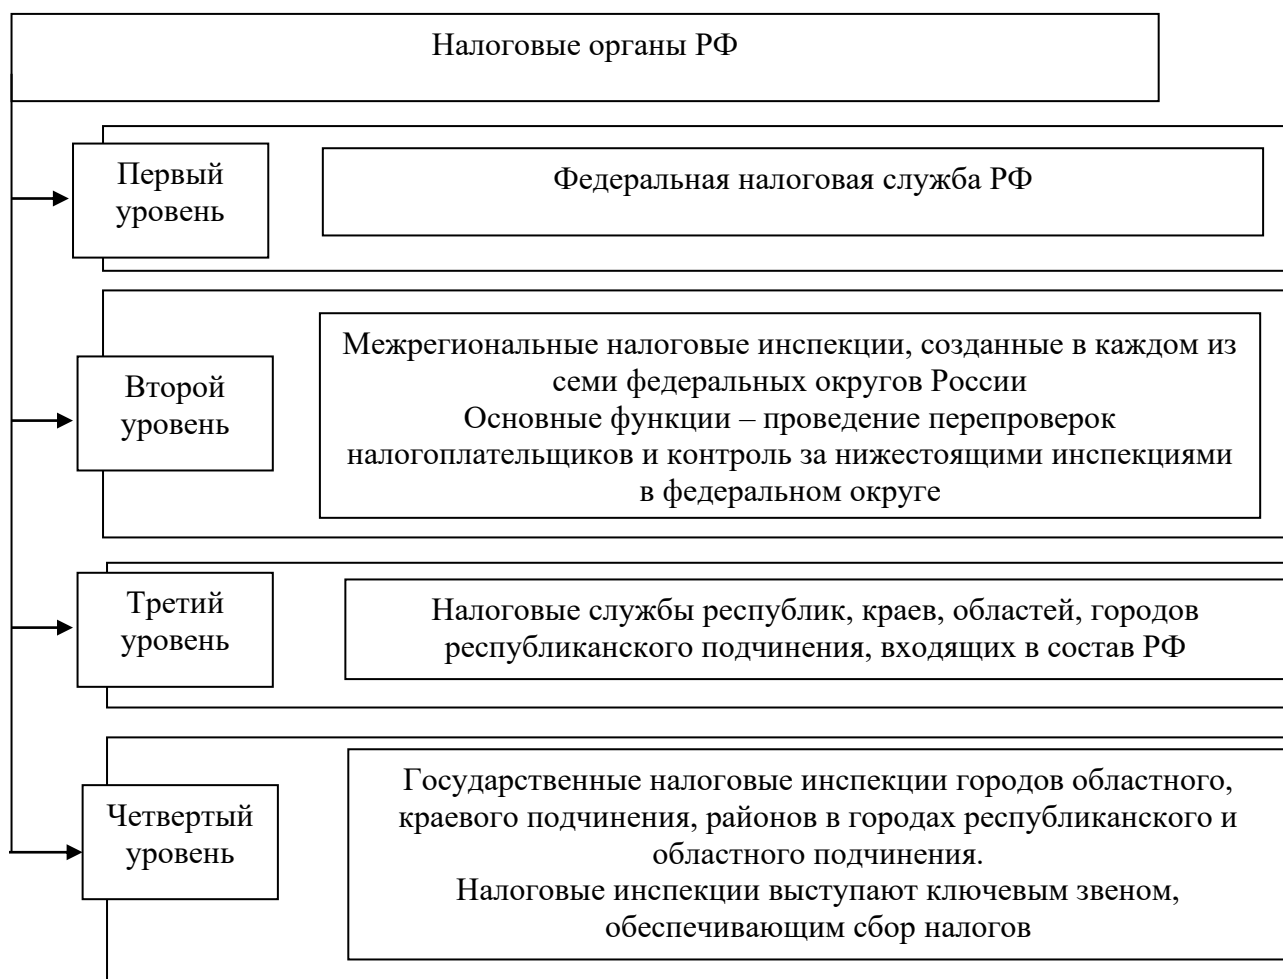 Налоговые органы РФ
Первый
уровень
Федеральная налоговая служба РФ
Второй
уровень
Межрегиональные налоговые инспекции, созданные в каждом из
семи федеральных округов России
Основные функции – проведение перепроверок
налогоплательщиков и контроль за нижестоящими инспекциями
в федеральном округе
Третий
уровень
Налоговые службы республик, краев, областей, городов
республиканского подчинения, входящих в состав РФ
Четвертый
уровень
Государственные налоговые инспекции городов областного,
краевого подчинения, районов в городах республиканского и
областного подчинения.
Налоговые инспекции выступают ключевым звеном,
обеспечивающим сбор налогов